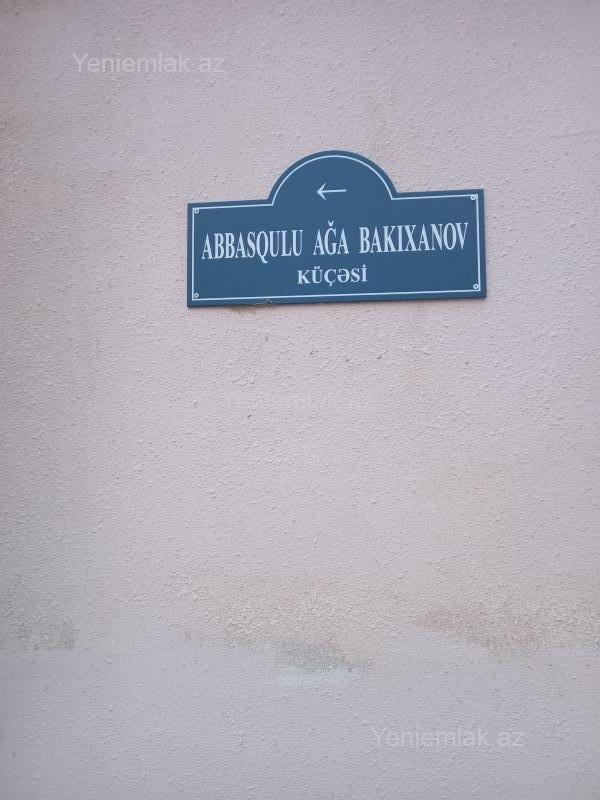 Yeniemlak.az
←
ABBASQULU AĞA BAKIXANOV
KÜÇƏSİ
Yeniemlak.az